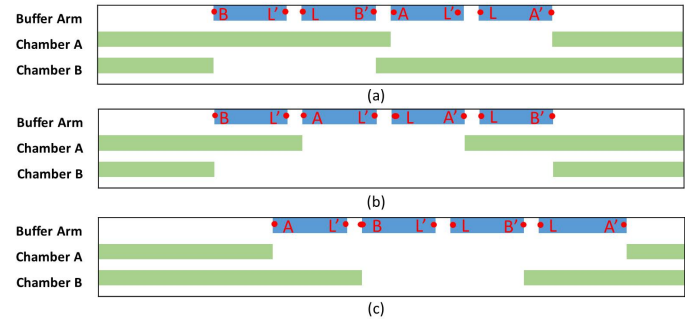 Buffer Arm B L’ L B’ A L’ L A’
Chamber A
Chamber B
(a)
Buffer Arm B L’ A L’ L A’ L B’
Chamber A
Chamber B
(b)
Buffer Arm A L’ B L’ L B’ L A’
Chamber A
Chamber B
(c)